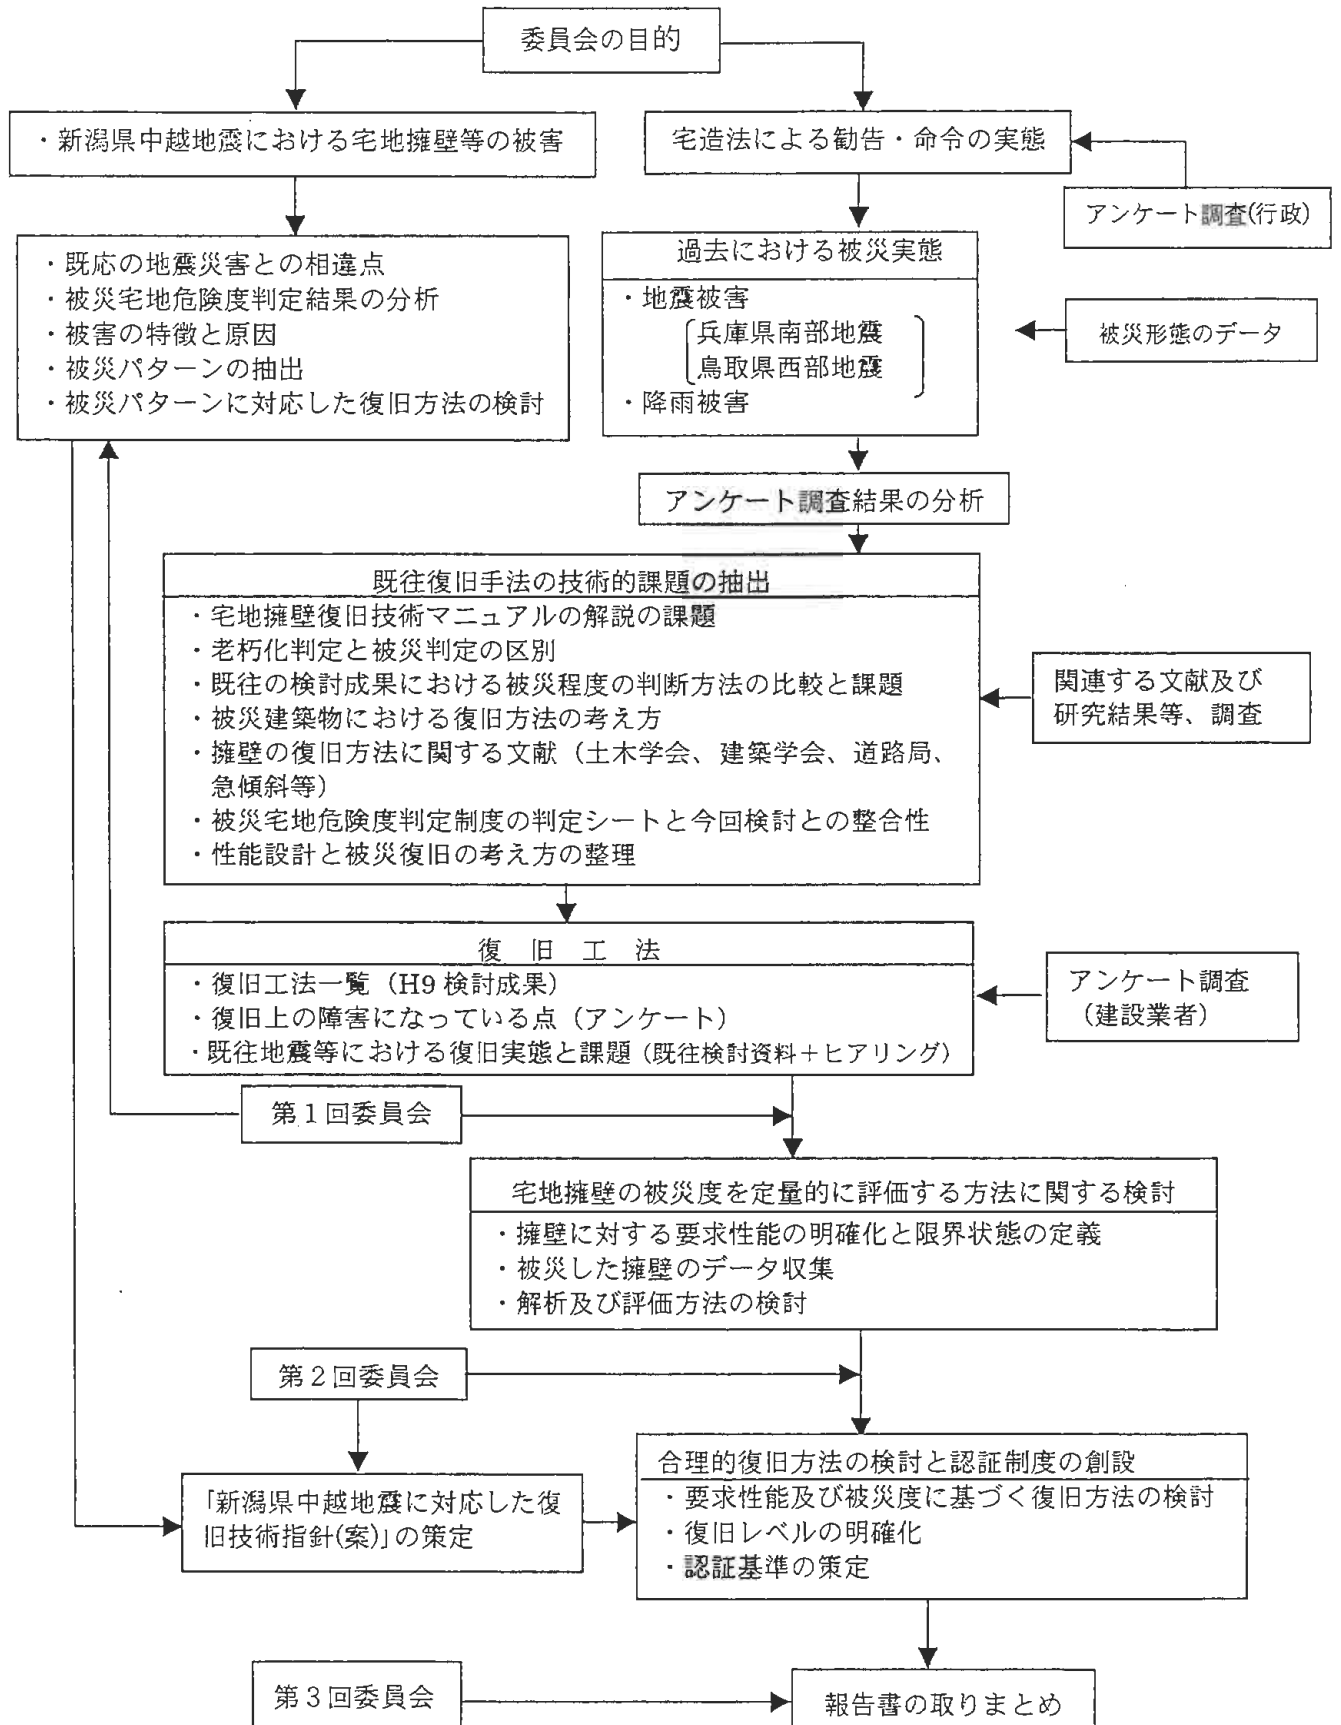 委員会の目的
・新潟県中越地震における宅地擁壁等の被害
宅造法による勧告・命令の実態
アンケート調査(行政)
・既応の地震災害との相違点
・被災宅地危険度判定結果の分析
・被害の特徴と原因
・被災パターンの抽出
・被災パターンに対応した復旧方法の検討
過去における被災実態
・地震被害
兵庫県南部地震
鳥取県西部地震
・降雨被害
被災形態のデータ
アンケート調査結果の分析
既往復旧手法の技術的課題の抽出
・宅地擁壁復旧技術マニュアルの解説の課題
・老朽化判定と被災判定の区別
・既往の検討成果における被災程度の判断方法の比較と課題
・被災建築物における復旧方法の考え方
・擁壁の復旧方法に関する文献（土木学会、建築学会、道路局、
急傾斜等）
・被災宅地危険度判定制度の判定シートと今回検討との整合性
・性能設計と被災復旧の考え方の整理
関連する文献及び
研究結果等、調査
復 旧 工 法
・復旧工法一覧（H9 検討成果）
・復旧上の障害になっている点（アンケート）
・既往地震等における復旧実態と課題（既往検討資料＋ヒアリング）
アンケート調査
（建設業者）
第１回委員会
宅地擁壁の被災度を定量的に評価する方法に関する検討
・擁壁に対する要求性能の明確化と限界状態の定義
・被災した擁壁のデータ収集
・解析及び評価方法の検討
第２回委員会
「新潟県中越地震に対応した復
旧技術指針(案)」の策定
合理的復旧方法の検討と認証制度の創設
・要求性能及び被災度に基づく復旧方法の検討
・復旧レベルの明確化
・認証基準の策定
第３回委員会
報告書の取りまとめ